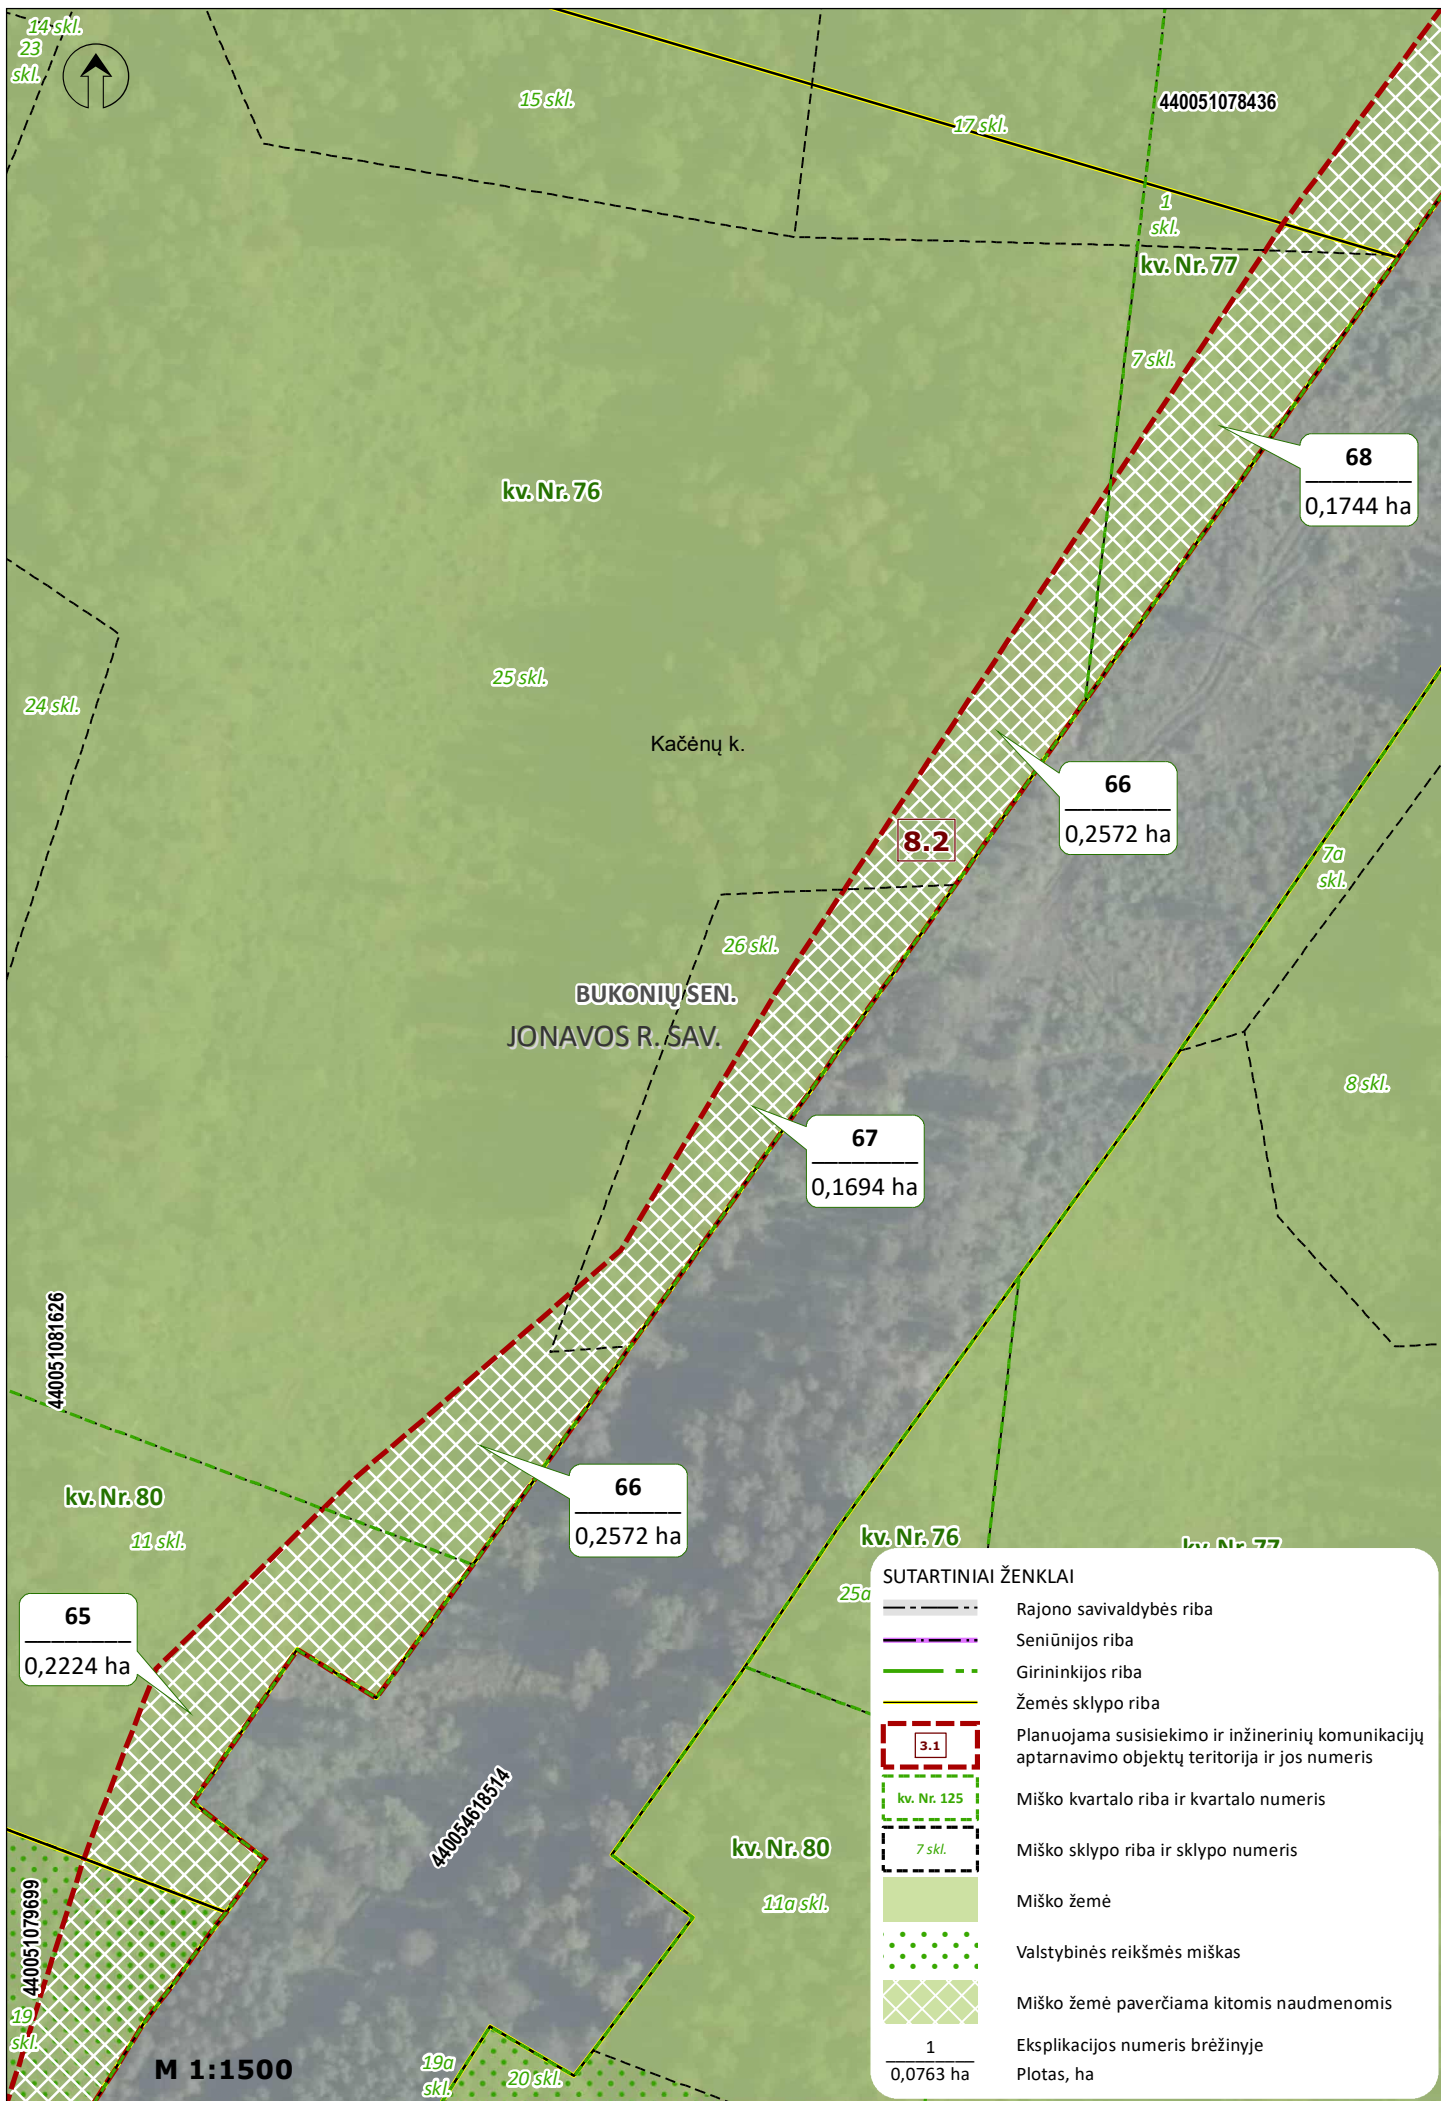 14 skl.
23
skl.
15 skl.
17 skl.
440051078436
1
skl.
kv. Nr. 77
7 skl.
68
0,1744 ha
kv. Nr. 76
25 skl.
24 skl.
Kačėnų k.
66
0,2572 ha
8.2
7a
skl.
26 skl.
BUKONIŲ SEN.
JONAVOS R. SAV.
8 skl.
67
0,1694 ha
440051081626
kv. Nr. 80
11 skl.
66
0,2572 ha
kv. Nr. 76
kv. Nr. 77
25a
65
0,2224 ha
440054618514
kv. Nr. 80
11a skl.
440051079699
19
skl.
M 1:1500
19a
skl.
20 skl.
SUTARTINIAI ŽENKLAI
Rajono savivaldybės riba
Seniūnijos riba
Girininkijos riba
Žemės sklypo riba
3.1
Planuojama susisiekimo ir inžinerinių komunikacijų
aptarnavimo objektų teritorija ir jos numeris
kv. Nr. 125
Miško kvartalo riba ir kvartalo numeris
7 skl.
Miško sklypo riba ir sklypo numeris
Miško žemė
Valstybinės reikšmės miškas
Miško žemė paverčiama kitomis naudmenomis
1
Eksplikacijos numeris brėžinyje
0,0763 ha
Plotas, ha